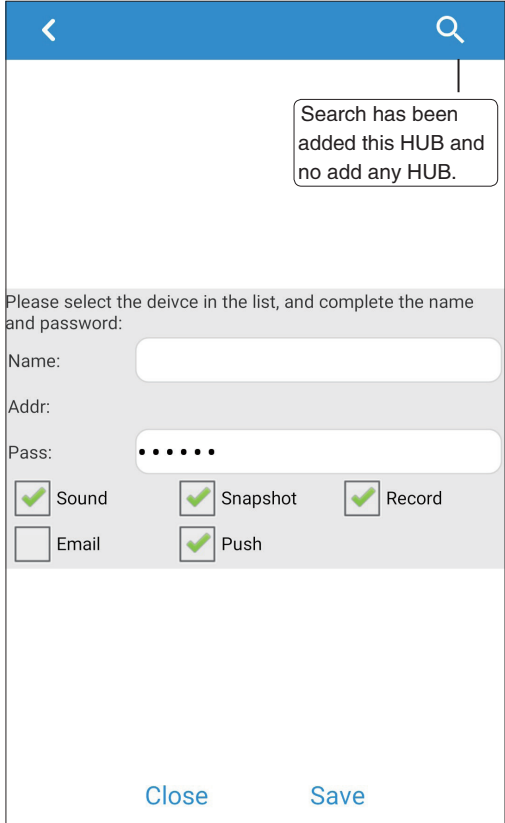 Search has been
added this HUB and
no add any HUB.
Please select the deivce in the list, and complete the name
and password:
Name:
Addr:
Pass: ••••••
Sound Snapshot Record
Email Push
Close Save